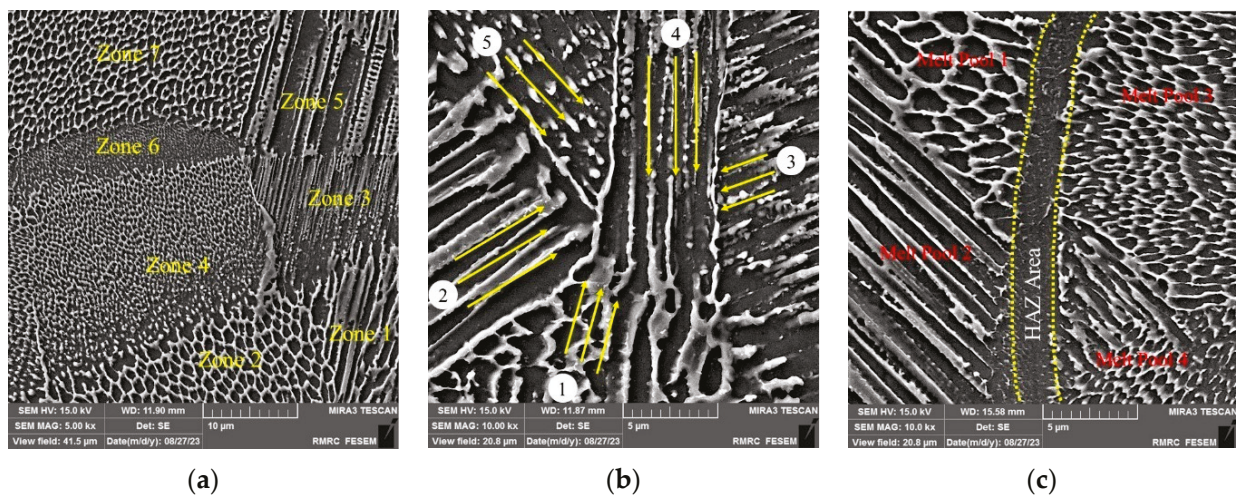 Zone 7
Zone 5
Zone 6
Zone 3
Zone 4
Zone 1
Zone 2
SEM HV: 15.0 kV WD: 11.90 mm MIRA3 TESCAN
SEM MAG: 5.00 kx Det: SE 10 µm
View field: 41.5 µm Date(m/d/y): 08/27/23 RMRC FESEM
(a)
5
4
3
2
1
SEM HV: 15.0 kV WD: 11.87 mm MIRA3 TESCAN
SEM MAG: 10.00 kx Det: SE 5 µm
View field: 20.8 µm Date(m/d/y): 08/27/23 RMRC FESEM
(b)
Melt Pool 1
Melt Pool 3
Melt Pool 2
HAZ Area
Melt Pool 4
SEM HV: 15.0 kV WD: 15.58 mm MIRA3 TESCAN
SEM MAG: 10.0 kx Det: SE 5 µm
View field: 20.8 µm Date(m/d/y): 08/27/23 RMRC FESEM
(c)